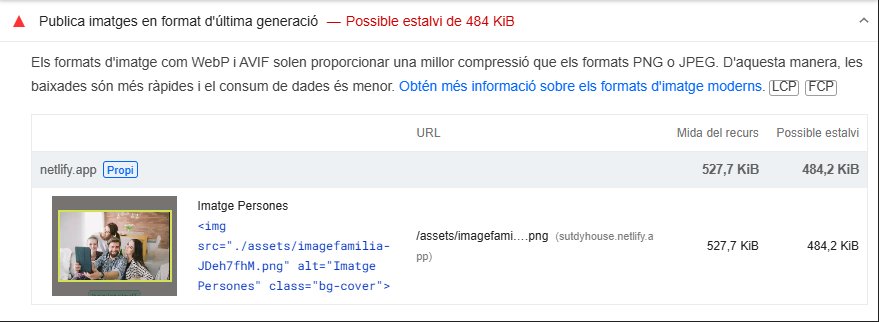 Publica imatges en format d'última generació — Possible estalvi de 484 KiB
Els formats d'imatge com WebP i AVIF solen proporcionar una millor compressió que els formats PNG o JPEG. D'aquesta manera, les
baixades són més ràpides i el consum de dades és menor. Obtén més informació sobre els formats d'imatge moderns. LCP FCP
URL Mida del recurs Possible estalvi
netlify.app Propi 527,7 KiB 484,2 KiB
Imatge Persones
<img
src="./assets/imagefamilia-
JDeh7fhM.png" alt="Imatge
Persones" class="bg-cover">
/assets/imagefami….png (sutdyhouse.netlify.a
pp)
527,7 KiB 484,2 KiB